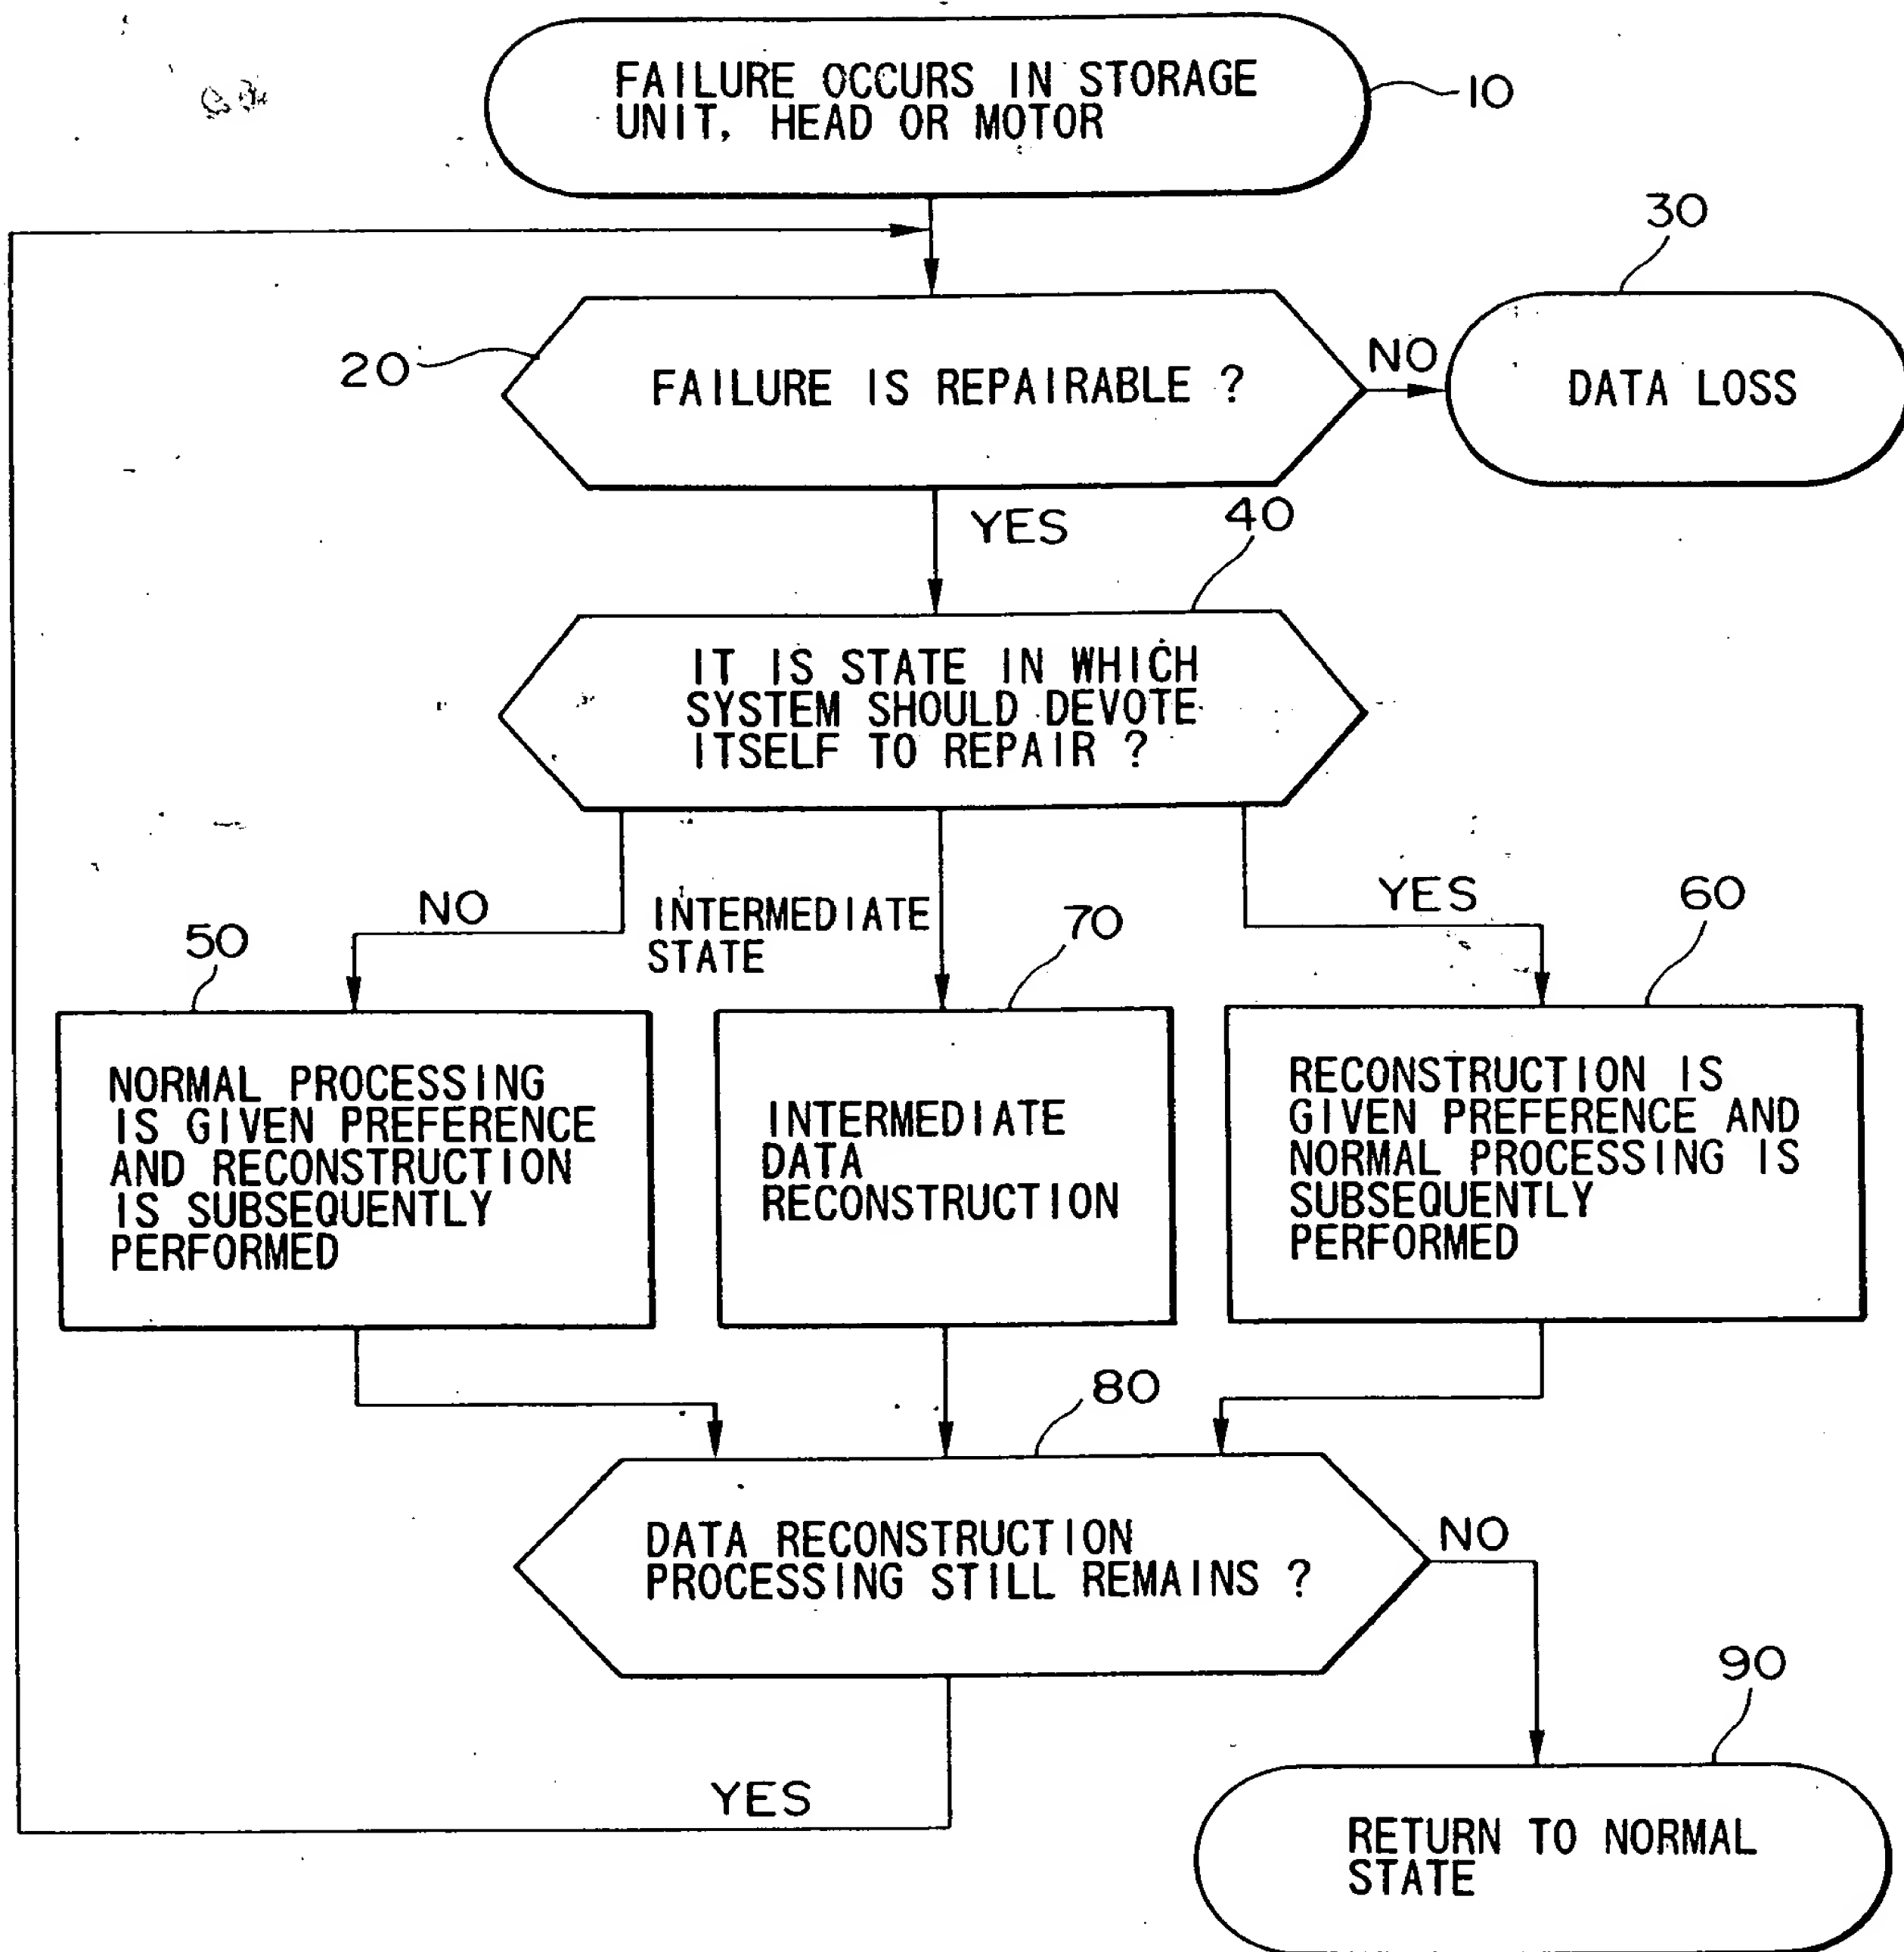 FAILURE OCCURS IN STORAGE
UNIT, HEAD OR MOTOR
10
30
20
FAILURE IS REPAIRABLE ?
NO
DATA LOSS
YES
40
IT IS STATE IN WHICH
SYSTEM SHOULD DEVOTE
ITSELF TO REPAIR ?
NO
INTERMEDIATE
STATE
YES
50
70
60
NORMAL PROCESSING
IS GIVEN PREFERENCE
AND RECONSTRUCTION
IS SUBSEQUENTLY
PERFORMED
INTERMEDIATE
DATA
RECONSTRUCTION
RECONSTRUCTION IS
GIVEN PREFERENCE AND
NORMAL PROCESSING IS
SUBSEQUENTLY
PERFORMED
80
DATA RECONSTRUCTION
PROCESSING STILL REMAINS ?
NO
90
YES
RETURN TO NORMAL
STATE